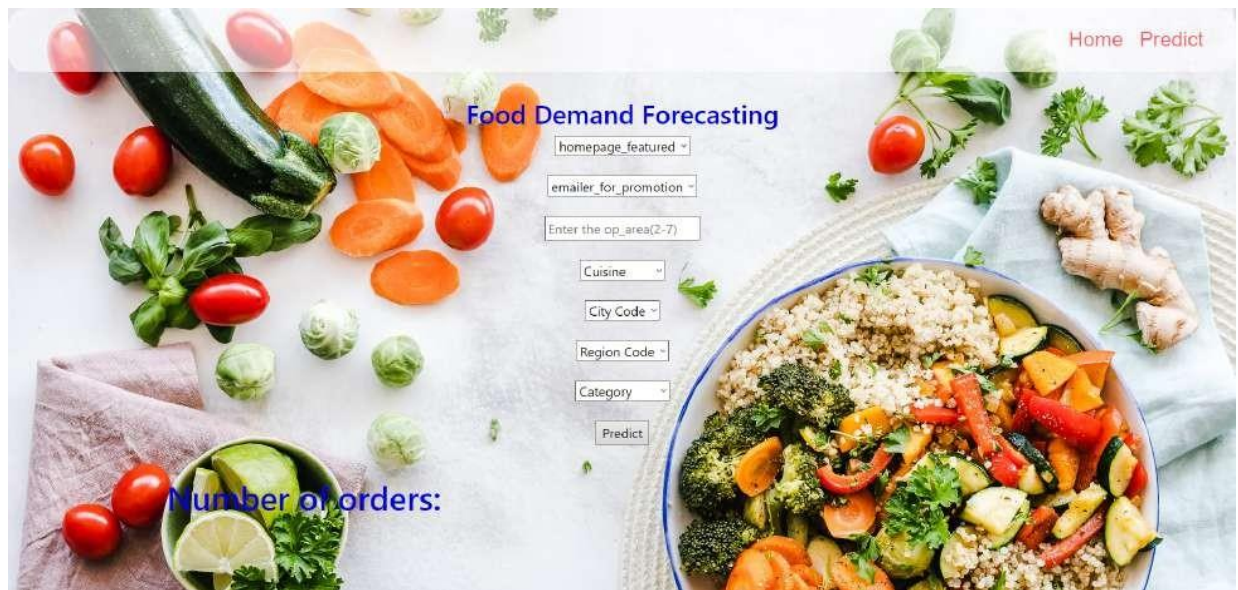 Home Predict
Food Demand Forecasting
homepage_featured
emailer_for_promotion
Enter the op_area(2-7)
Cuisine
City Code
Region Code
Category
Predict
Number of orders: